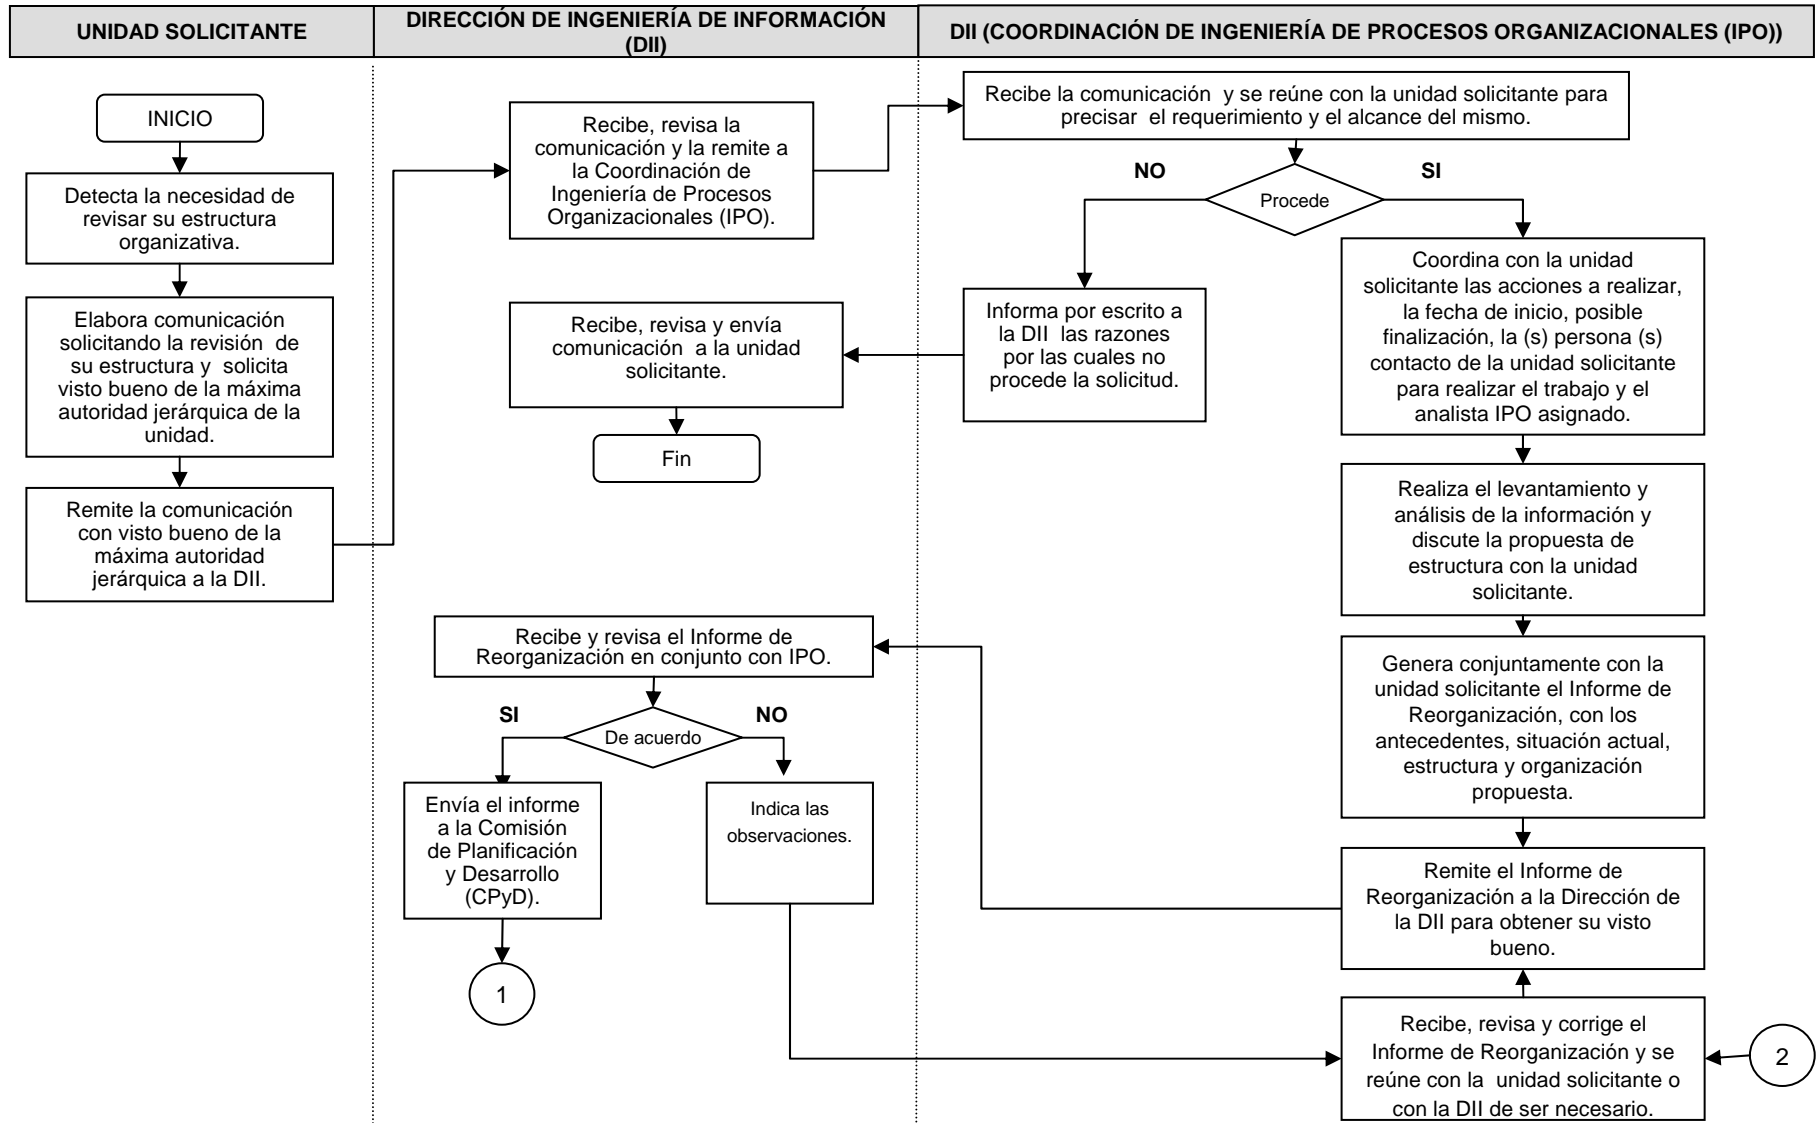 UNIDAD SOLICITANTE
DIRECCIÓN DE INGENIERÍA DE INFORMACIÓN
(DII)
DII (COORDINACIÓN DE INGENIERÍA DE PROCESOS ORGANIZACIONALES (IPO))
INICIO
Detecta la necesidad de
revisar su estructura
organizativa.
Elabora comunicación
solicitando la revisión de
su estructura y solicita
visto bueno de la máxima
autoridad jerárquica de la
unidad.
Remite la comunicación
con visto bueno de la
máxima autoridad
jerárquica a la DII.
Recibe, revisa la
comunicación y la remite a
la Coordinación de
Ingeniería de Procesos
Organizacionales (IPO).
Recibe la comunicación y se reúne con la unidad solicitante para
precisar el requerimiento y el alcance del mismo.
NO
SI
Procede
Informa por escrito a
la DII las razones
por las cuales no
procede la solicitud.
Recibe, revisa y envía
comunicación a la unidad
solicitante.
Fin
Coordina con la unidad
solicitante las acciones a realizar,
la fecha de inicio, posible
finalización, la (s) persona (s)
contacto de la unidad solicitante
para realizar el trabajo y el
analista IPO asignado.
Realiza el levantamiento y
análisis de la información y
discute la propuesta de
estructura con la unidad
solicitante.
Genera conjuntamente con la
unidad solicitante el Informe de
Reorganización, con los
antecedentes, situación actual,
estructura y organización
propuesta.
Remite el Informe de
Reorganización a la Dirección de
la DII para obtener su visto
bueno.
Recibe y revisa el Informe de
Reorganización en conjunto con IPO.
SI
NO
De acuerdo
Envía el informe
a la Comisión
de Planificación
y Desarrollo
(CPyD).
1
Indica las
observaciones.
Recibe, revisa y corrige el
Informe de Reorganización y se
reúne con la unidad solicitante o
con la DII de ser necesario.
2